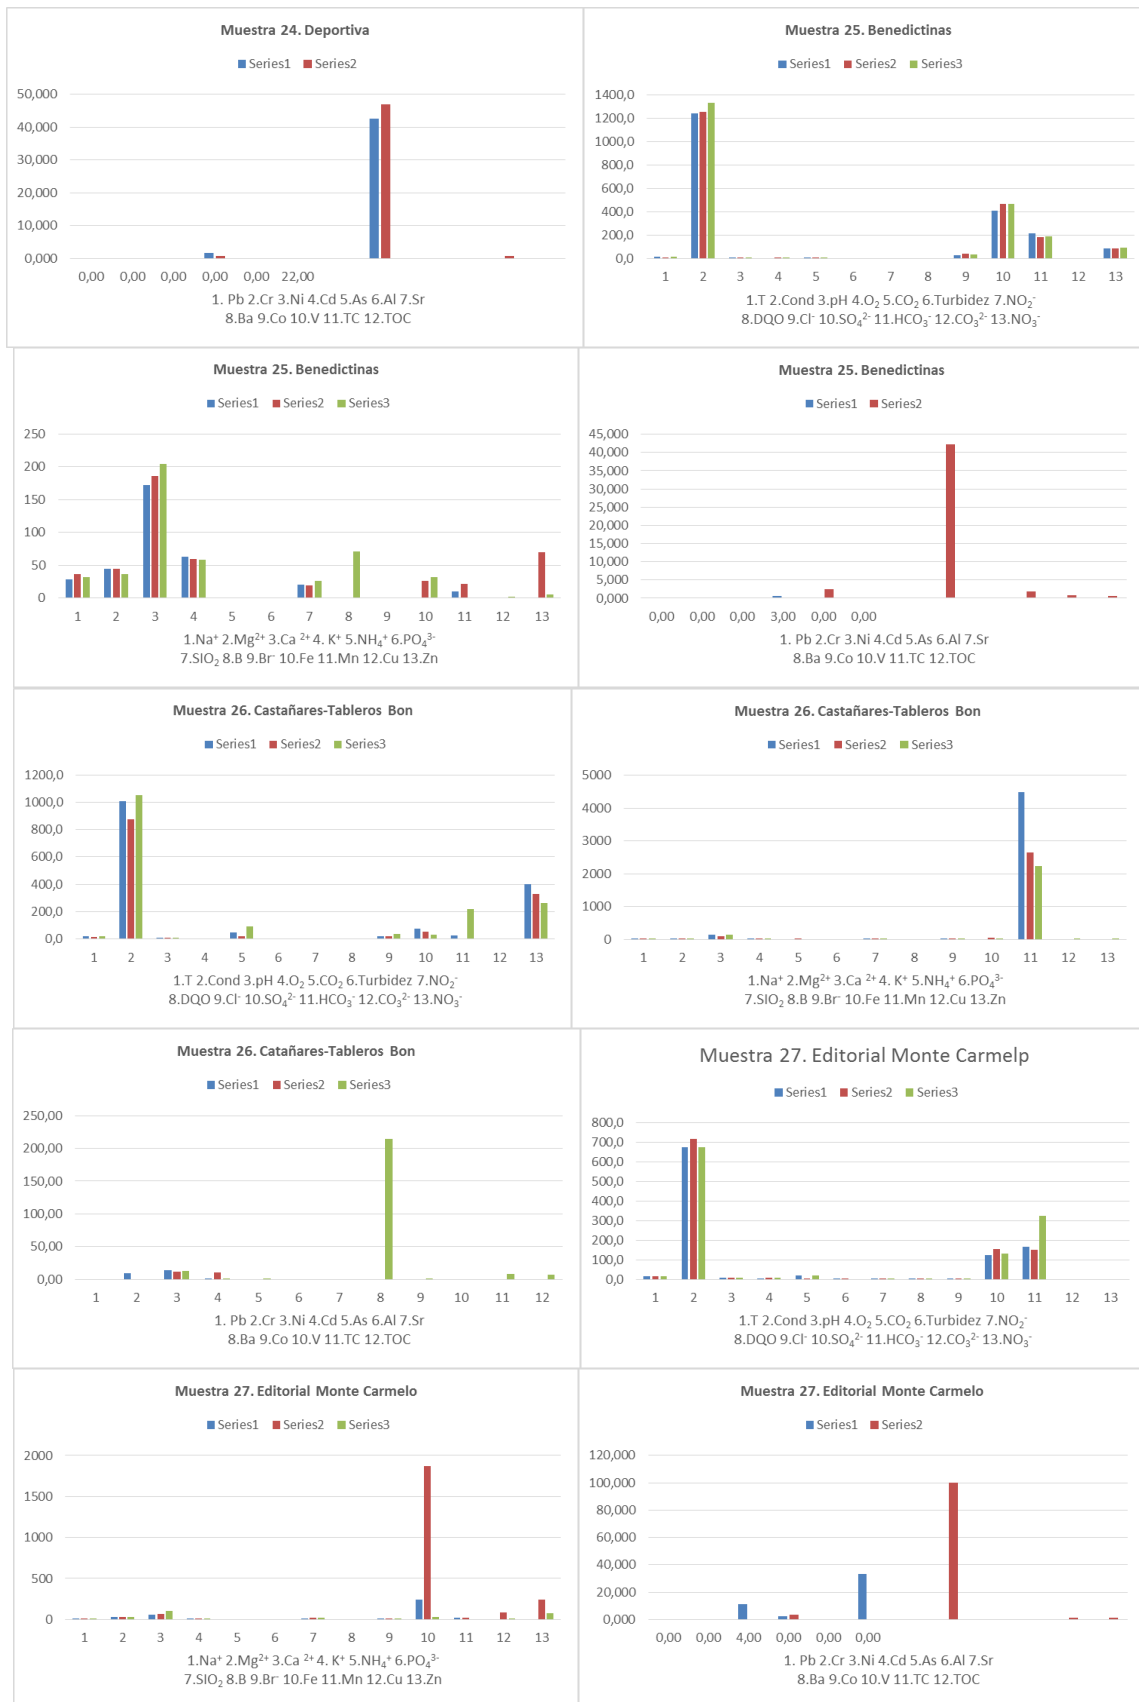 Muestra 24. Deportiva
Series1 Series2
50,000
40,000
30,000
20,000
10,000
0,000
0,00 0,00 0,00 0,00 0,00 22,00
1. Pb 2.Cr 3.Ni 4.Cd 5.As 6.Al 7.Sr
8.Ba 9.Co 10.V 11.TC 12.TOC
Muestra 25. Benedictinas
Series1 Series2 Series3
1400,0
1200,0
1000,0
800,0
600,0
400,0
200,0
0,0
1 2 3 4 5 6 7 8 9 10 11 12 13
1.T 2.Cond 3.pH 4.O₂ 5.CO₂ 6.Turbidez 7.NO₂⁻
8.DQO 9.Cl⁻ 10.SO₄²⁻ 11.HCO₃⁻ 12.CO₃²⁻ 13.NO₃⁻
Muestra 25. Benedictinas
Series1 Series2 Series3
250
200
150
100
50
0
1 2 3 4 5 6 7 8 9 10 11 12 13
1.Na⁺ 2.Mg²⁺ 3.Ca ²⁺ 4. K⁺ 5.NH₄⁺ 6.PO₄³⁻
7.SIO₂ 8.B 9.Br⁻ 10.Fe 11.Mn 12.Cu 13.Zn
Muestra 25. Benedictinas
Series1 Series2
45,000
40,000
35,000
30,000
25,000
20,000
15,000
10,000
5,000
0,000
0,00 0,00 0,00 3,00 0,00 0,00
1. Pb 2.Cr 3.Ni 4.Cd 5.As 6.Al 7.Sr
8.Ba 9.Co 10.V 11.TC 12.TOC
Muestra 26. Castañares-Tableros Bon
Series1 Series2 Series3
1200,0
1000,0
800,0
600,0
400,0
200,0
0,0
1 2 3 4 5 6 7 8 9 10 11 12 13
1.T 2.Cond 3.pH 4.O₂ 5.CO₂ 6.Turbidez 7.NO₂⁻
8.DQO 9.Cl⁻ 10.SO₄²⁻ 11.HCO₃⁻ 12.CO₃²⁻ 13.NO₃⁻
Muestra 26. Castañares-Tableros Bon
Series1 Series2 Series3
5000
4000
3000
2000
1000
0
1 2 3 4 5 6 7 8 9 10 11 12 13
1.Na⁺ 2.Mg²⁺ 3.Ca ²⁺ 4. K⁺ 5.NH₄⁺ 6.PO₄³⁻
7.SIO₂ 8.B 9.Br⁻ 10.Fe 11.Mn 12.Cu 13.Zn
Muestra 26. Catañares-Tableros Bon
Series1 Series2 Series3
250,00
200,00
150,00
100,00
50,00
0,00
1 2 3 4 5 6 7 8 9 10 11 12
1. Pb 2.Cr 3.Ni 4.Cd 5.As 6.Al 7.Sr
8.Ba 9.Co 10.V 11.TC 12.TOC
Muestra 27. Editorial Monte Carmelp
Series1 Series2 Series3
800,0
700,0
600,0
500,0
400,0
300,0
200,0
100,0
0,0
1 2 3 4 5 6 7 8 9 10 11 12 13
1.T 2.Cond 3.pH 4.O₂ 5.CO₂ 6.Turbidez 7.NO₂⁻
8.DQO 9.Cl⁻ 10.SO₄²⁻ 11.HCO₃⁻ 12.CO₃²⁻ 13.NO₃⁻
Muestra 27. Editorial Monte Carmelo
Series1 Series2 Series3
2000
1500
1000
500
0
1 2 3 4 5 6 7 8 9 10 11 12 13
1.Na⁺ 2.Mg²⁺ 3.Ca ²⁺ 4. K⁺ 5.NH₄⁺ 6.PO₄³⁻
7.SIO₂ 8.B 9.Br⁻ 10.Fe 11.Mn 12.Cu 13.Zn
Muestra 27. Editorial Monte Carmelo
Series1 Series2
120,000
100,000
80,000
60,000
40,000
20,000
0,000
0,00 0,00 4,00 0,00 0,00 0,00
1. Pb 2.Cr 3.Ni 4.Cd 5.As 6.Al 7.Sr
8.Ba 9.Co 10.V 11.TC 12.TOC